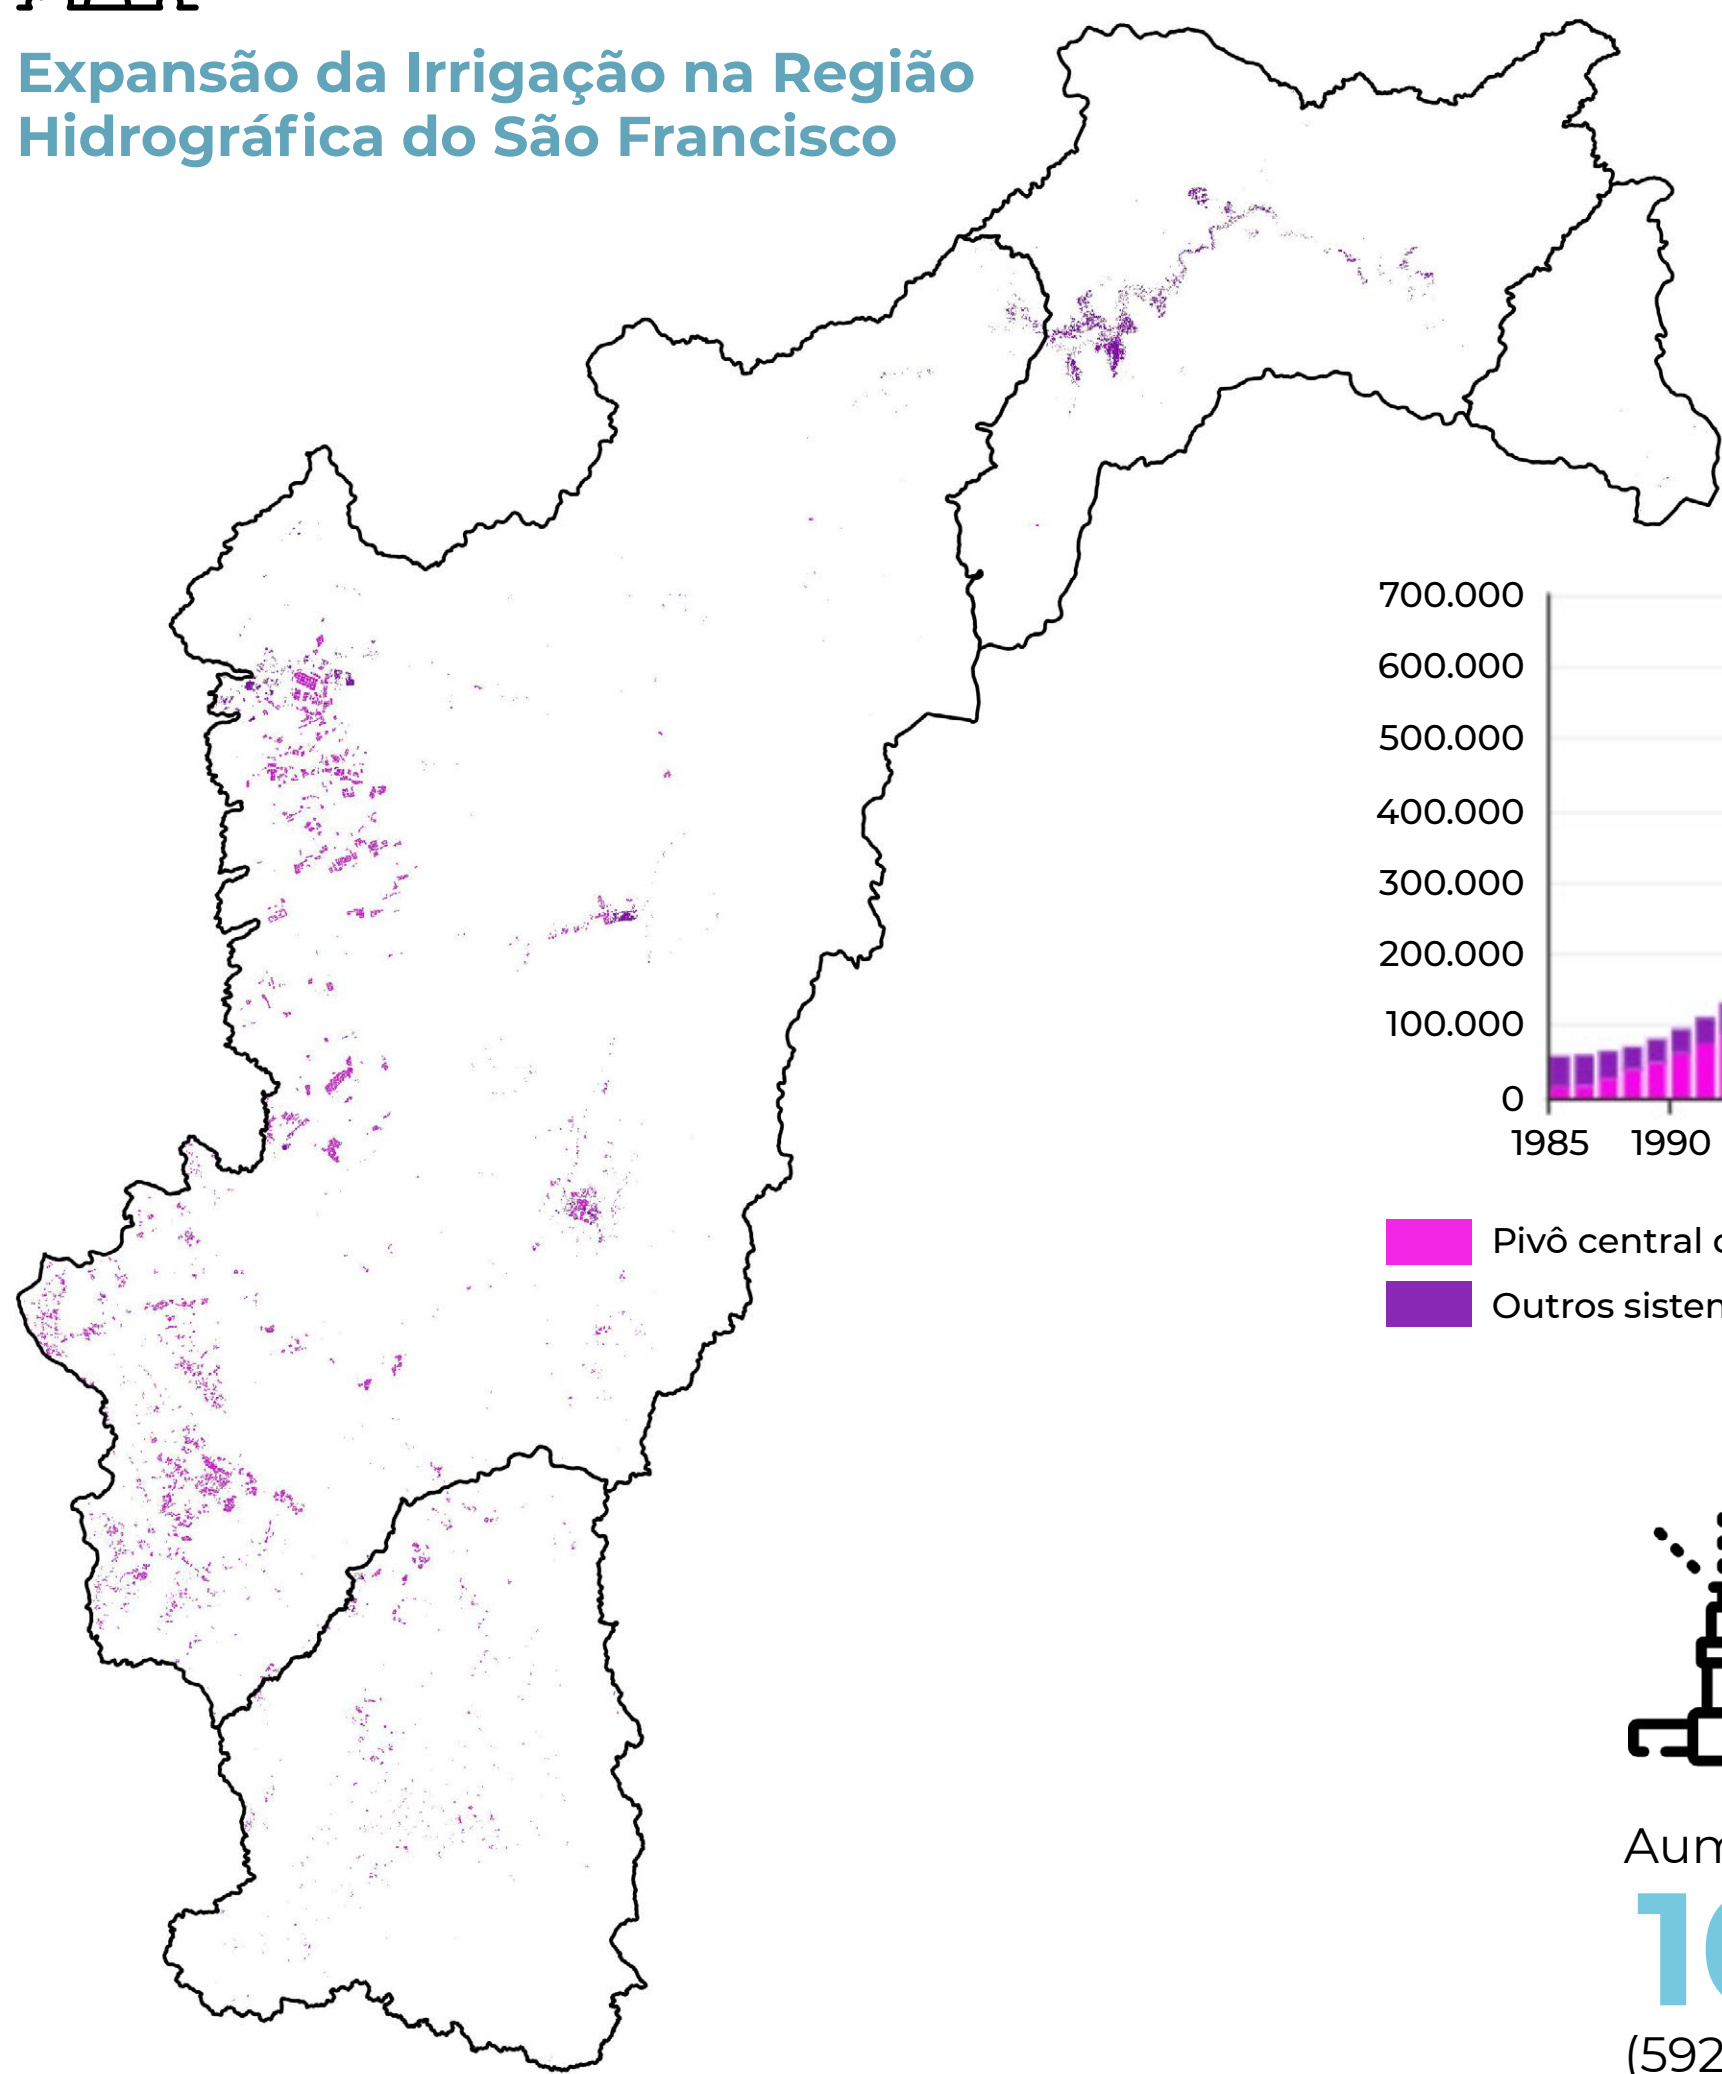 Expansão da Irrigação na Região
Hidrográfica do São Francisco
700.000
600.000
500.000
400.000
300.000
200.000
100.000
0
1985 1990
Pivô central
Outros
(592